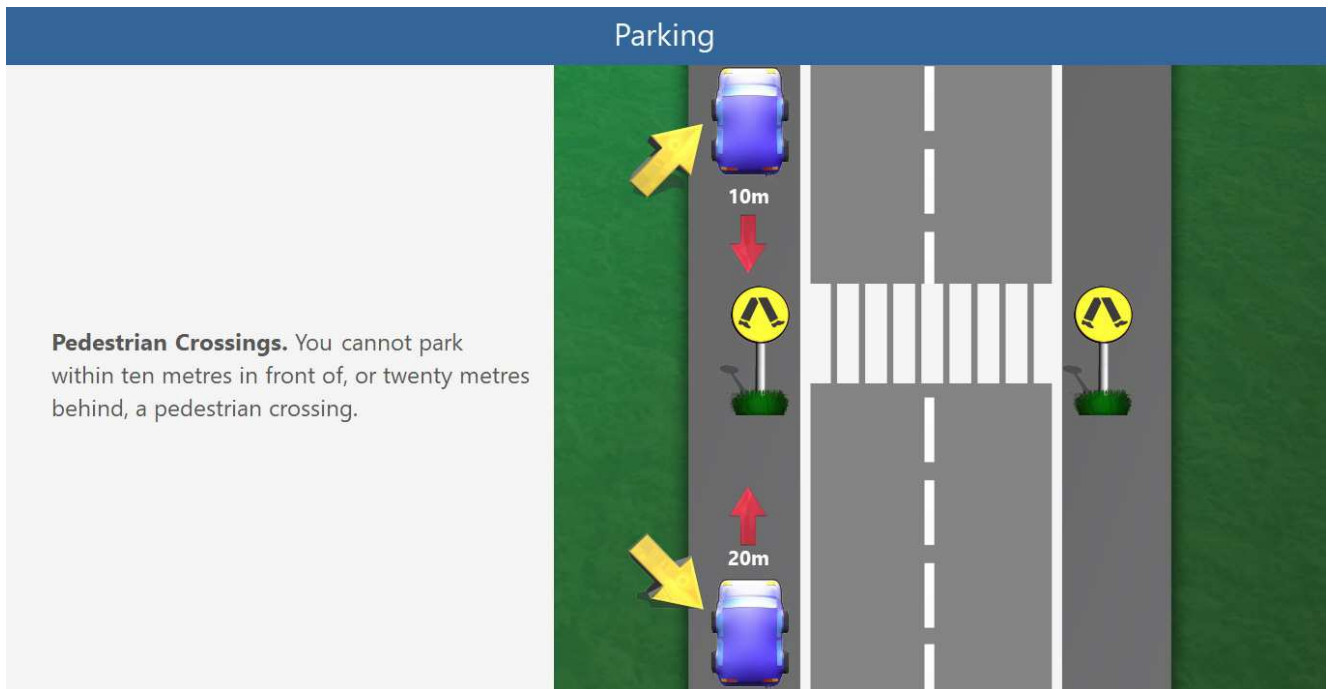 Parking
Pedestrian Crossings. You cannot park
within ten metres in front of, or twenty metres
behind, a pedestrian crossing.
10m
20m